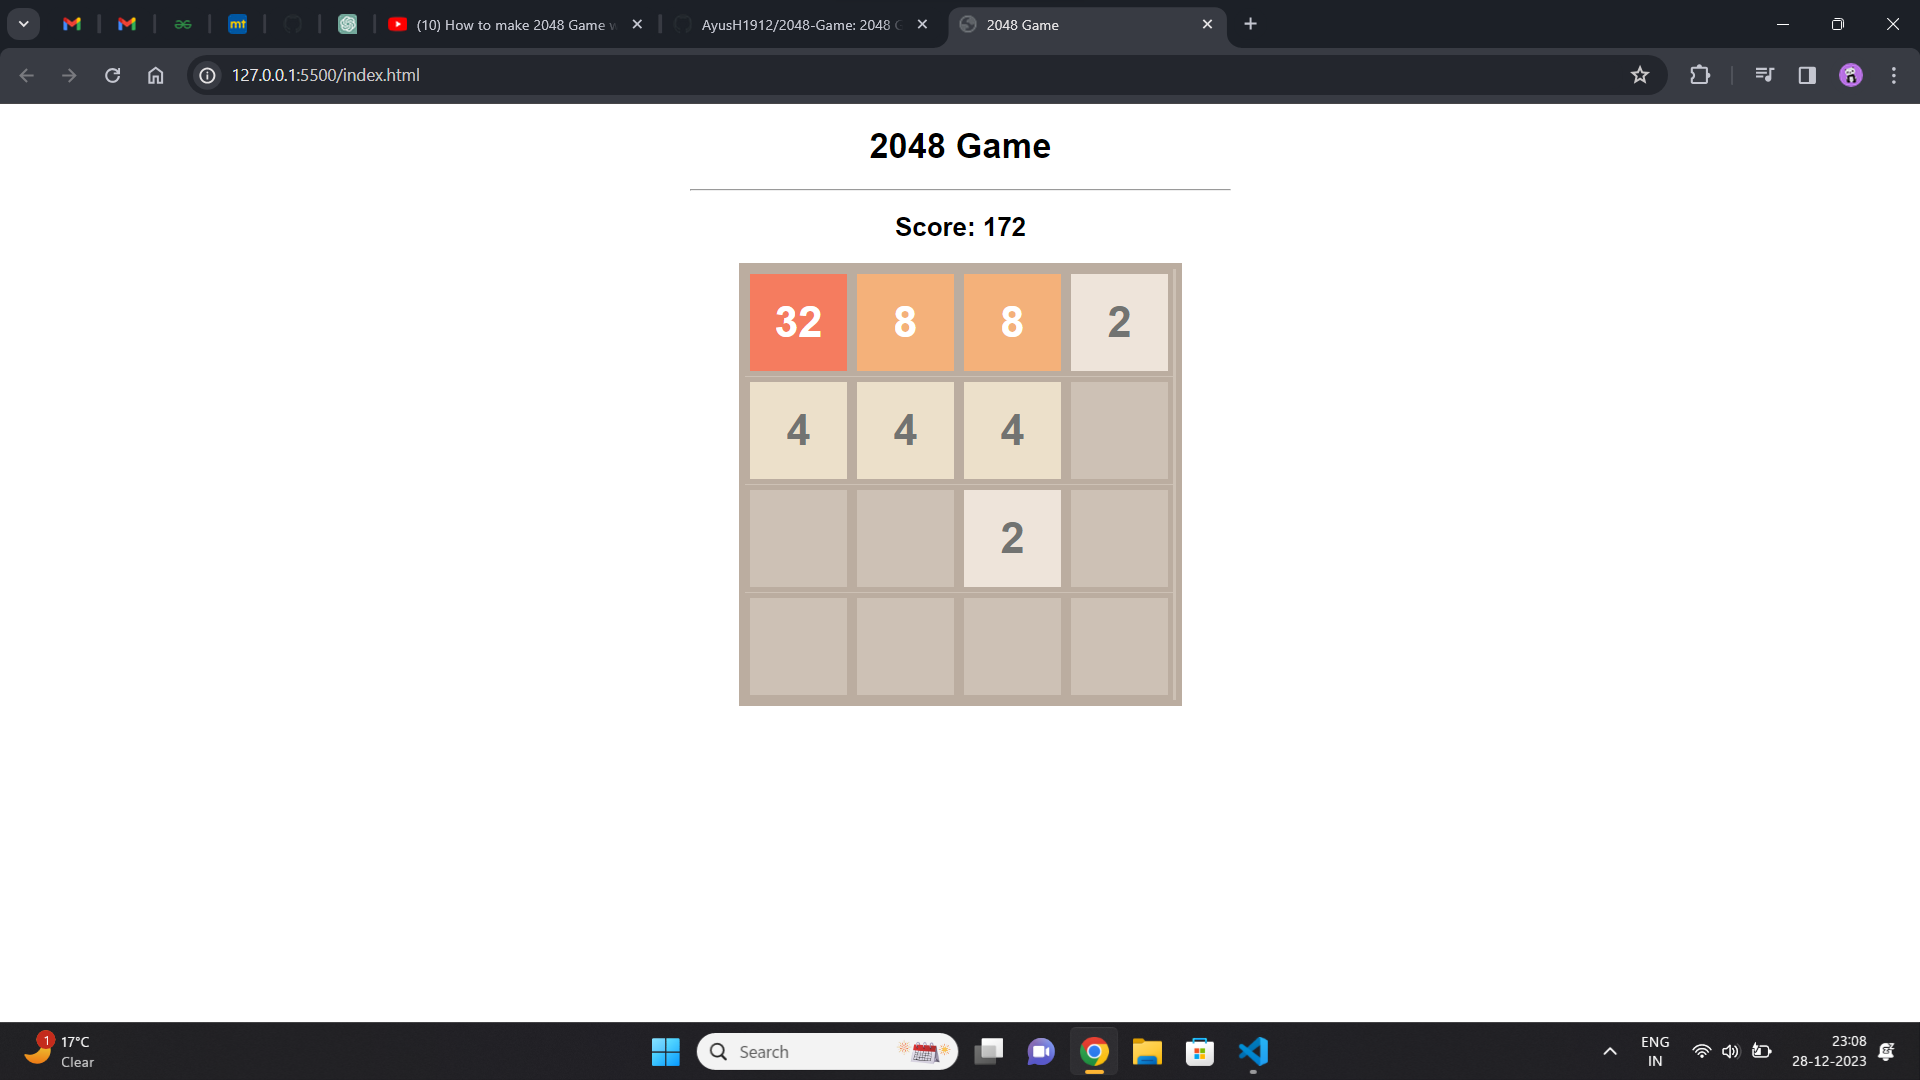 mt
(10) How to make 2048 Game w
AyusH1912/2048-Game: 2048 G
2048 Game
127.0.0.1:5500/index.html
2048 Game
Score: 172
32 8 8 2
4 4 4
2
1
17°C
Clear
Search
ENG
IN
23:08
28-12-2023